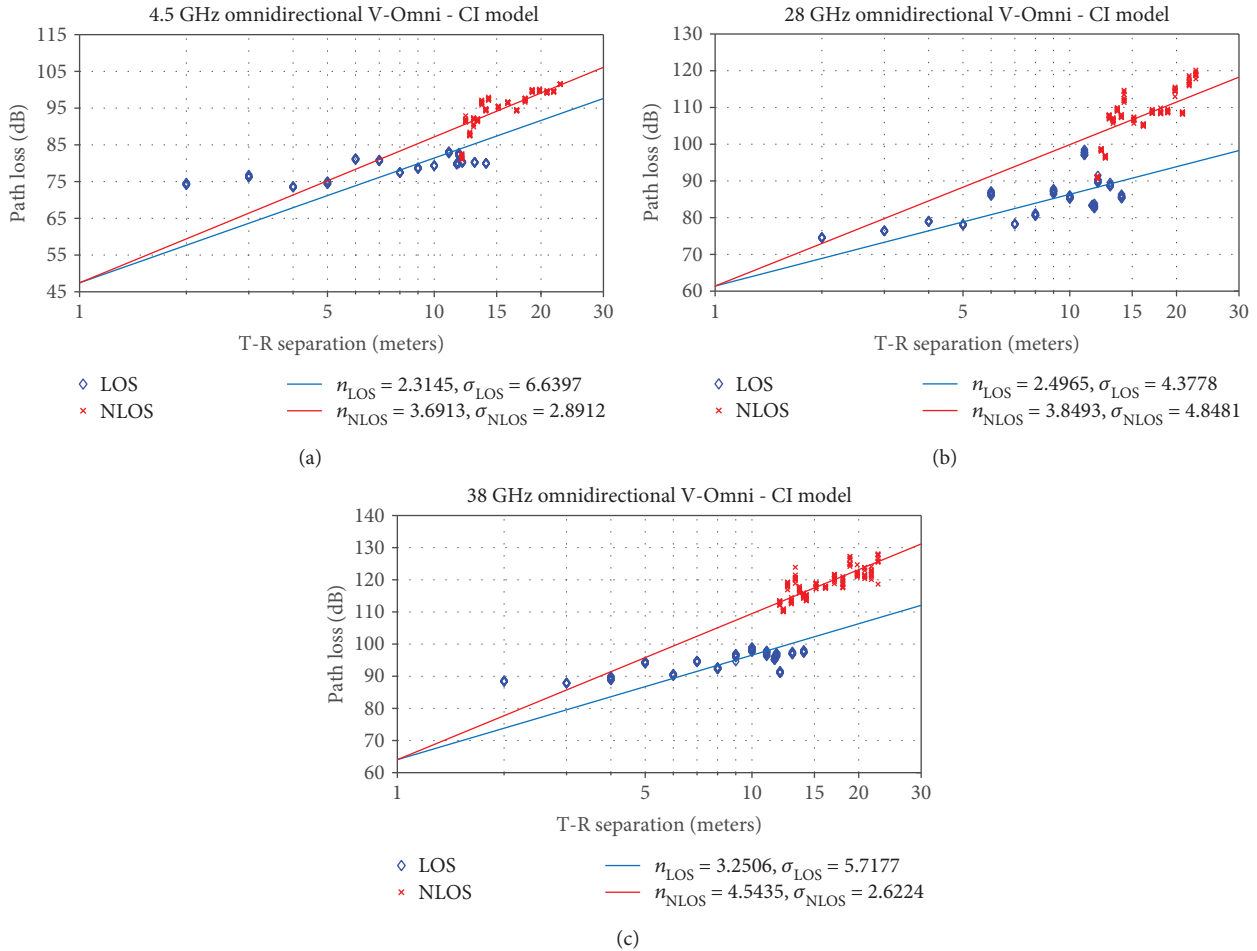 4.5 GHz omnidirectional V-Omni - CI model
115
105
95
85
75
65
55
45
Path loss (dB)
1
5
10
15
20
30
T-R separation (meters)
LOS
NLOS
n_LOS = 2.3145, σ_LOS = 6.6397
n_NLOS = 3.6913, σ_NLOS = 2.8912
(a)
28 GHz omnidirectional V-Omni - CI model
130
120
110
100
90
80
70
60
Path loss (dB)
1
5
10
15
20
30
T-R separation (meters)
LOS
NLOS
n_LOS = 2.4965, σ_LOS = 4.3778
n_NLOS = 3.8493, σ_NLOS = 4.8481
(b)
38 GHz omnidirectional V-Omni - CI model
140
130
120
110
100
90
80
70
60
Path loss (dB)
1
5
10
15
20
30
T-R separation (meters)
LOS
NLOS
n_LOS = 3.2506, σ_LOS = 5.7177
n_NLOS = 4.5435, σ_NLOS = 2.6224
(c)